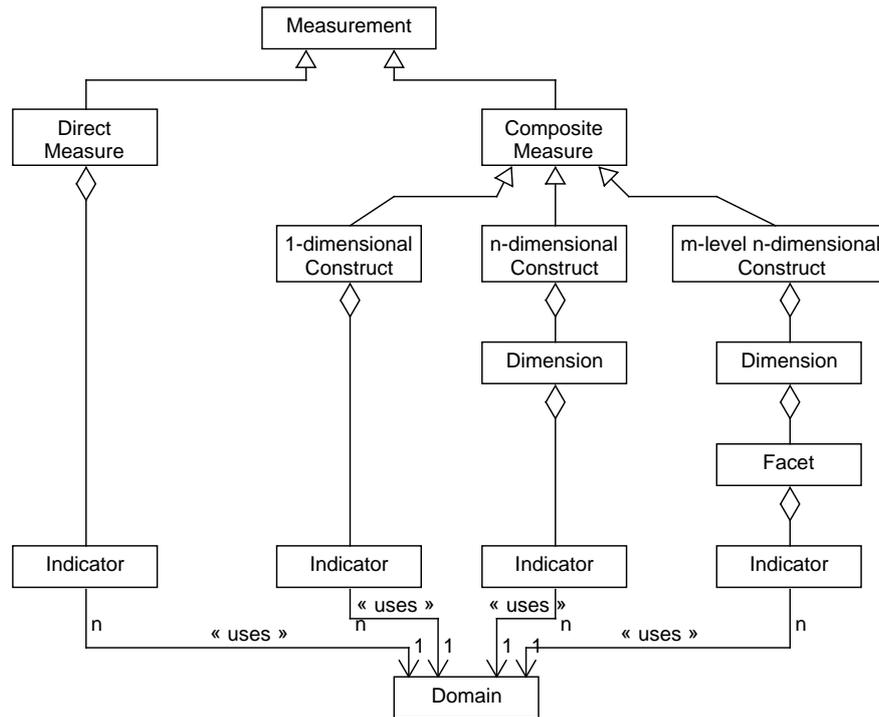 Measurement
Direct
Measure
Composite
Measure
1-dimensional
Construct
n-dimensional
Construct
m-level n-dimensional
Construct
Dimension
Dimension
Facet
Indicator
Indicator
Indicator
Indicator
« uses »
« uses »
n
« uses »
n
n
« uses »
n
1
1
1
1
Domain